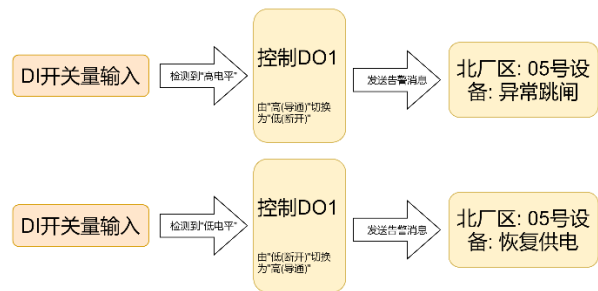 DI开关量输入
检测到"高电平"
控制DO1
由"高(导通)"切换
为"低(断开)"
发送告警消息
北厂区: 05号设
备: 异常跳闸
DI开关量输入
检测到"低电平"
控制DO1
由"低(断开)"切换
为"高(导通)"
发送告警消息
北厂区: 05号设
备: 恢复供电